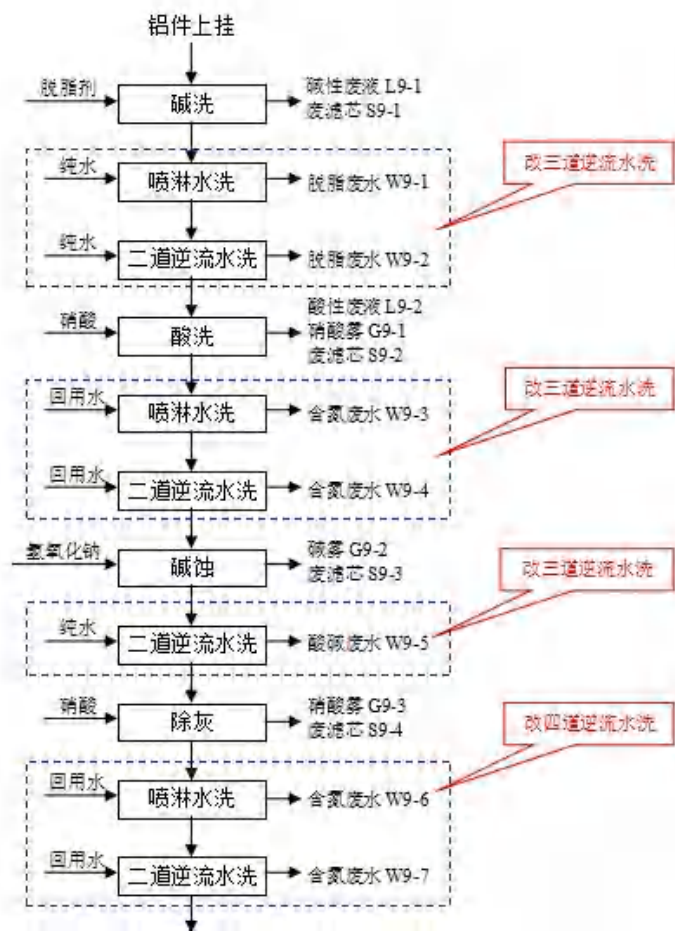 铝件上挂
脱脂剂
碱洗
碱性废液 L9-1
废滤芯 S9-1
纯水
喷淋水洗
脱脂废水 W9-1
改三道逆流水洗
纯水
二道逆流水洗
脱脂废水 W9-2
硝酸
酸洗
酸性废液 L9-2
硝酸雾 G9-1
废滤芯 S9-2
回用水
喷淋水洗
含氮废水 W9-3
改三道逆流水洗
回用水
二道逆流水洗
含氮废水 W9-4
氢氧化钠
碱蚀
碱雾 G9-2
废滤芯 S9-3
改三道逆流水洗
纯水
二道逆流水洗
酸碱废水 W9-5
硝酸
除灰
硝酸雾 G9-3
废滤芯 S9-4
改四道逆流水洗
回用水
喷淋水洗
含氮废水 W9-6
回用水
二道逆流水洗
含氮废水 W9-7